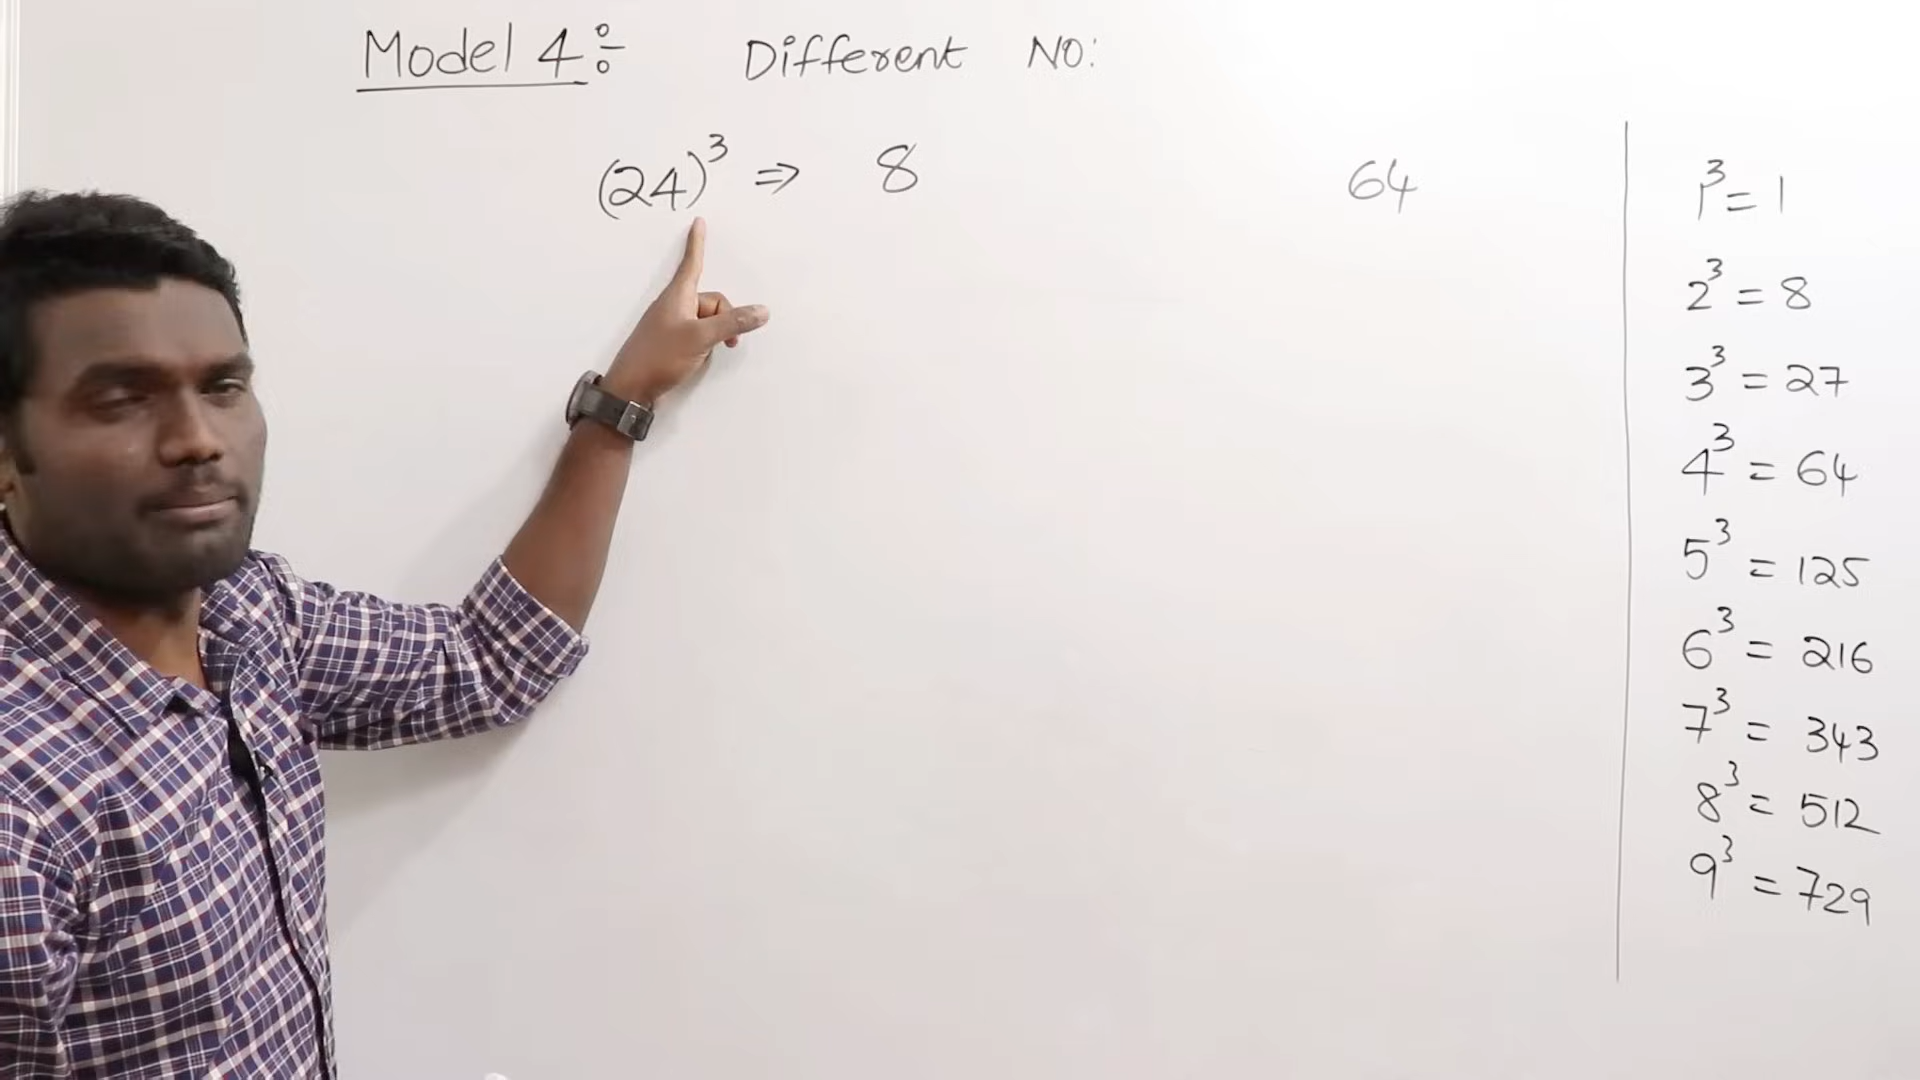 Model 4:- Different NO:
(24)³ ⇒ 8 64
1³ = 1
2³ = 8
3³ = 27
4³ = 64
5³ = 125
6³ = 216
7³ = 343
8³ = 512
9³ = 729